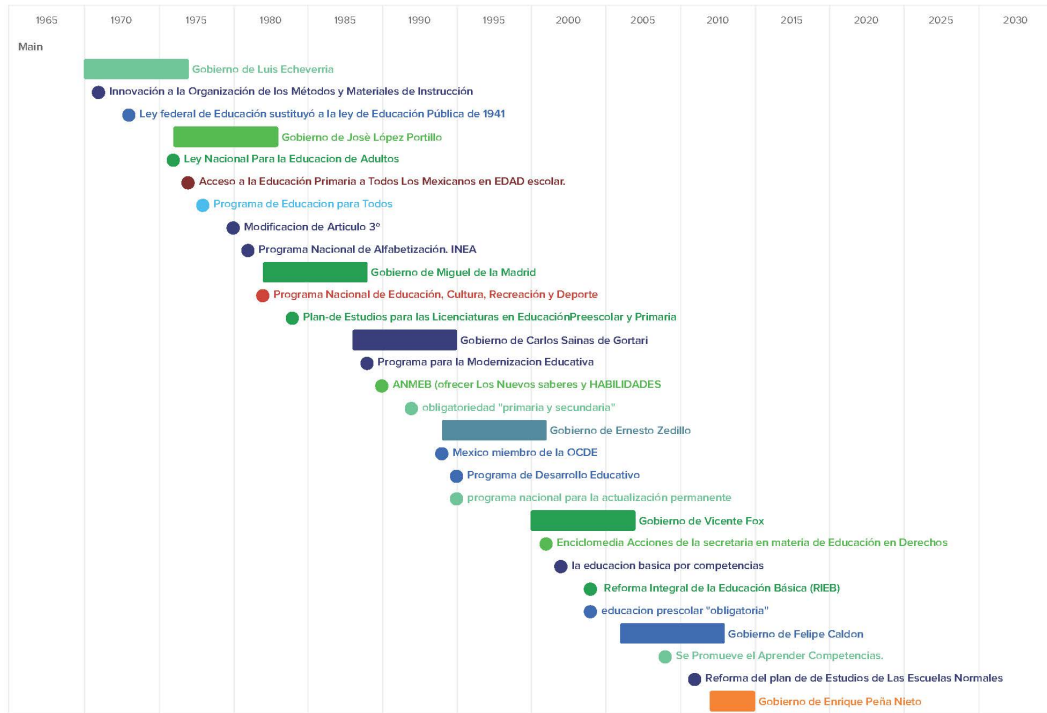 1965 1970 1975 1980 1985 1990 1995 2000 2005 2010 2015 2020 2025 2030
Main
Gobierno de Luis Echeverria
Innovación a la Organización de los Métodos y Materiales de Instrucción
Ley federal de Educación sustituyó a la ley de Educación Pública de 1941
Gobierno de Josè López Portillo
Ley Nacional Para la Educacion de Adultos
Acceso a la Educación Primaria a Todos Los Mexicanos en EDAD escolar.
Programa de Educacion para Todos
Modificacion de Articulo 3º
Programa Nacional de Alfabetización. INEA
Gobierno de Miguel de la Madrid
Programa Nacional de Educación, Cultura, Recreación y Deporte
Plan-de Estudios para las Licenciaturas en EducaciónPreescolar y Primaria
Gobierno de Carlos Sainas de Gortari
Programa para la Modernizacion Educativa
ANMEB (ofrecer Los Nuevos saberes y HABILIDADES
obligatoriedad "primaria y secundaria"
Gobierno de Ernesto Zedillo
Mexico miembro de la OCDE
Programa de Desarrollo Educativo
programa nacional para la actualización permanente
Gobierno de Vicente Fox
Enciclomedia Acciones de la secretaria en materia de Educación en Derechos
la educacion basica por competencias
Reforma Integral de la Educación Básica (RIEB)
educacion prescolar "obligatoria"
Gobierno de Felipe Caldon
Se Promueve el Aprender Competencias.
Reforma del plan de de Estudios de Las Escuelas Normales
Gobierno de Enrique Peña Nieto